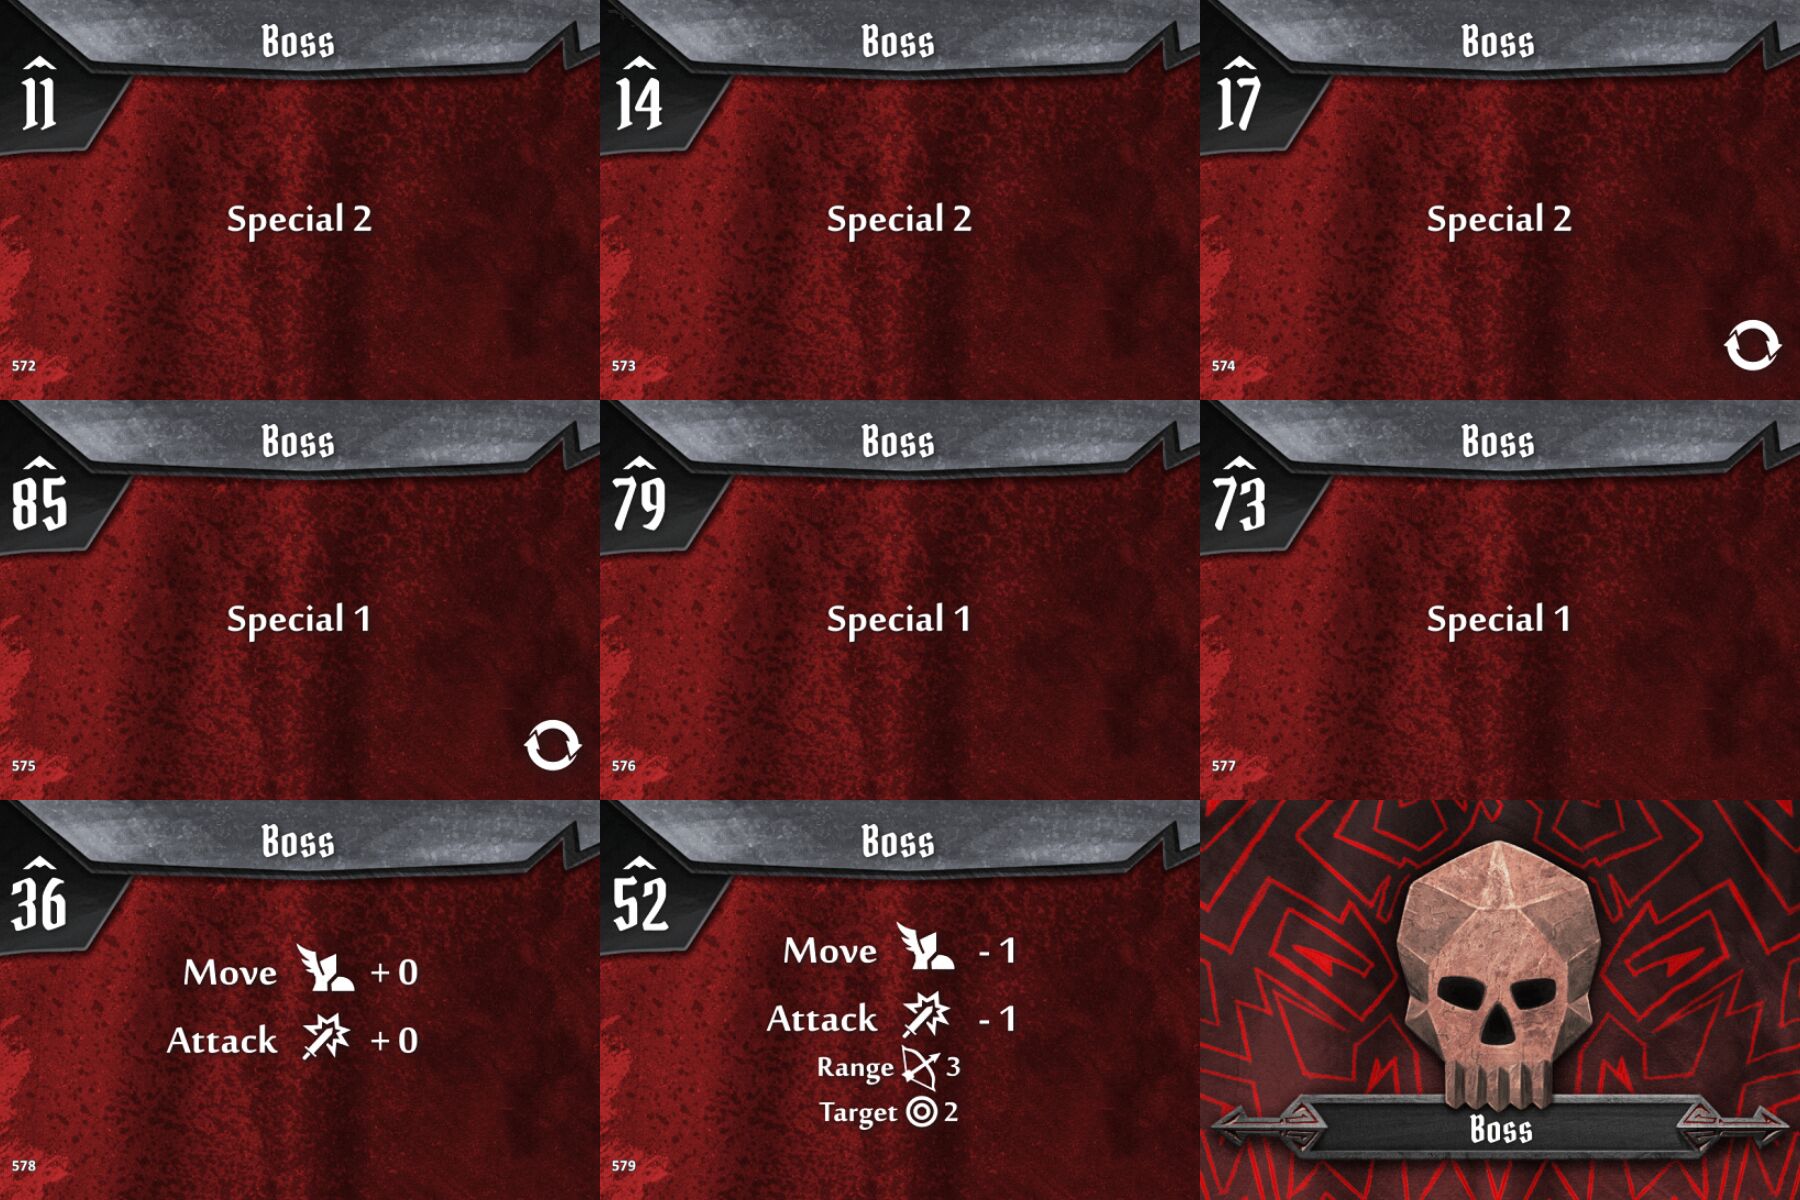 Boss
11
Special 2
572
Boss
14
Special 2
573
Boss
17
Special 2
574
Boss
85
Special 1
575
Boss
79
Special 1
576
Boss
73
Special 1
577
Boss
36
Move + 0
Attack + 0
578
Boss
52
Move - 1
Attack - 1
Range 3
Target 2
579
Boss